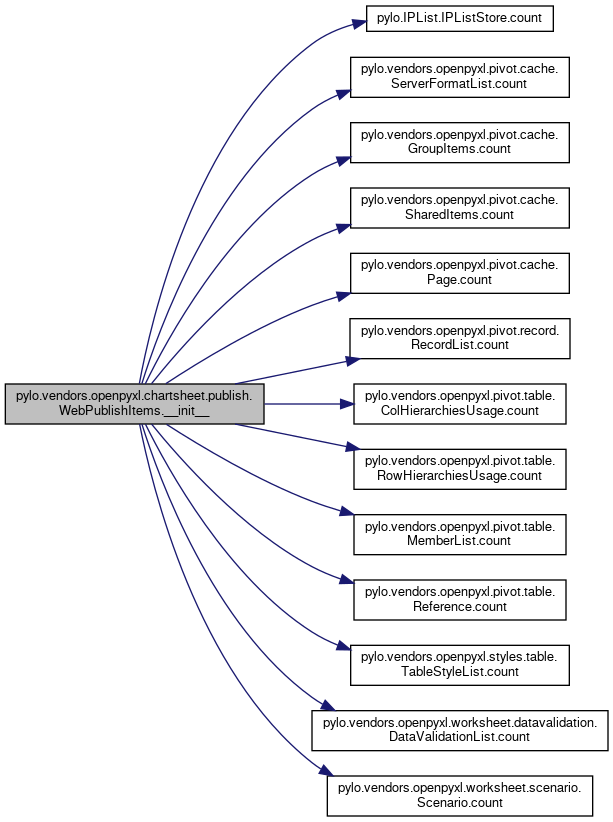 pylo.IPList.IPListStore.count
pylo.vendors.openpyxl.pivot.cache.
ServerFormatList.count
pylo.vendors.openpyxl.pivot.cache.
GroupItems.count
pylo.vendors.openpyxl.pivot.cache.
SharedItems.count
pylo.vendors.openpyxl.pivot.cache.
Page.count
pylo.vendors.openpyxl.pivot.record.
RecordList.count
pylo.vendors.openpyxl.chartsheet.publish.
WebPublishItems.__init__
pylo.vendors.openpyxl.pivot.table.
ColHierarchiesUsage.count
pylo.vendors.openpyxl.pivot.table.
RowHierarchiesUsage.count
pylo.vendors.openpyxl.pivot.table.
MemberList.count
pylo.vendors.openpyxl.pivot.table.
Reference.count
pylo.vendors.openpyxl.styles.table.
TableStyleList.count
pylo.vendors.openpyxl.worksheet.datavalidation.
DataValidationList.count
pylo.vendors.openpyxl.worksheet.scenario.
Scenario.count